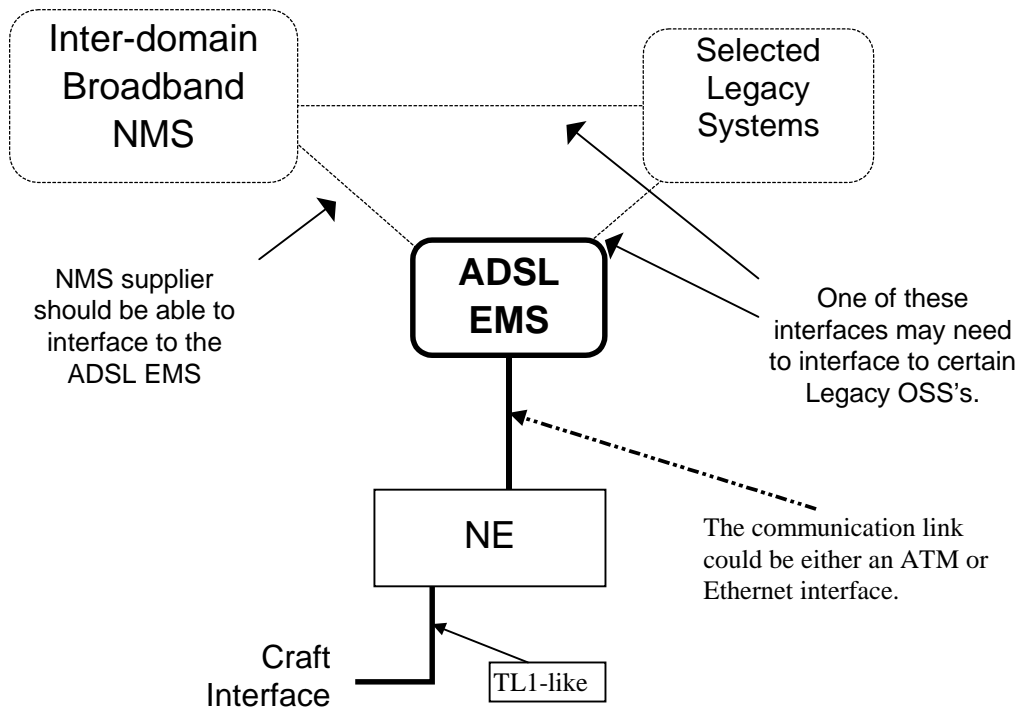 Inter-domain
Broadband
NMS
Selected
Legacy
Systems
ADSL
EMS
NMS supplier
should be able to
interface to the
ADSL EMS
One of these
interfaces may need
to interface to certain
Legacy OSS's.
NE
The communication link
could be either an ATM or
Ethernet interface.
Craft
Interface
TL1-like